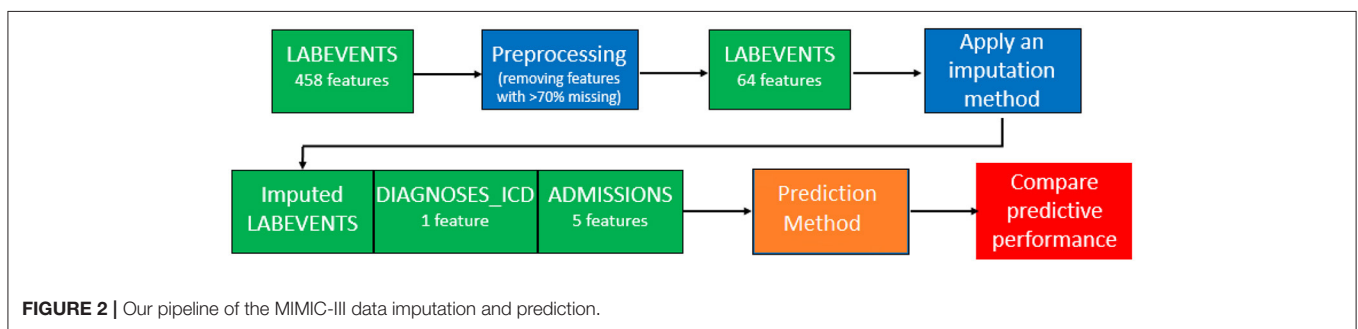 LABEVENTS
458 features
Preprocessing
(removing features
with >70% missing)
LABEVENTS
64 features
Apply an
imputation
method
Imputed
LABEVENTS
DIAGNOSES_ICD
1 feature
ADMISSIONS
5 features
Prediction
Method
Compare
predictive
performance
FIGURE 2 | Our pipeline of the MIMIC-III data imputation and prediction.